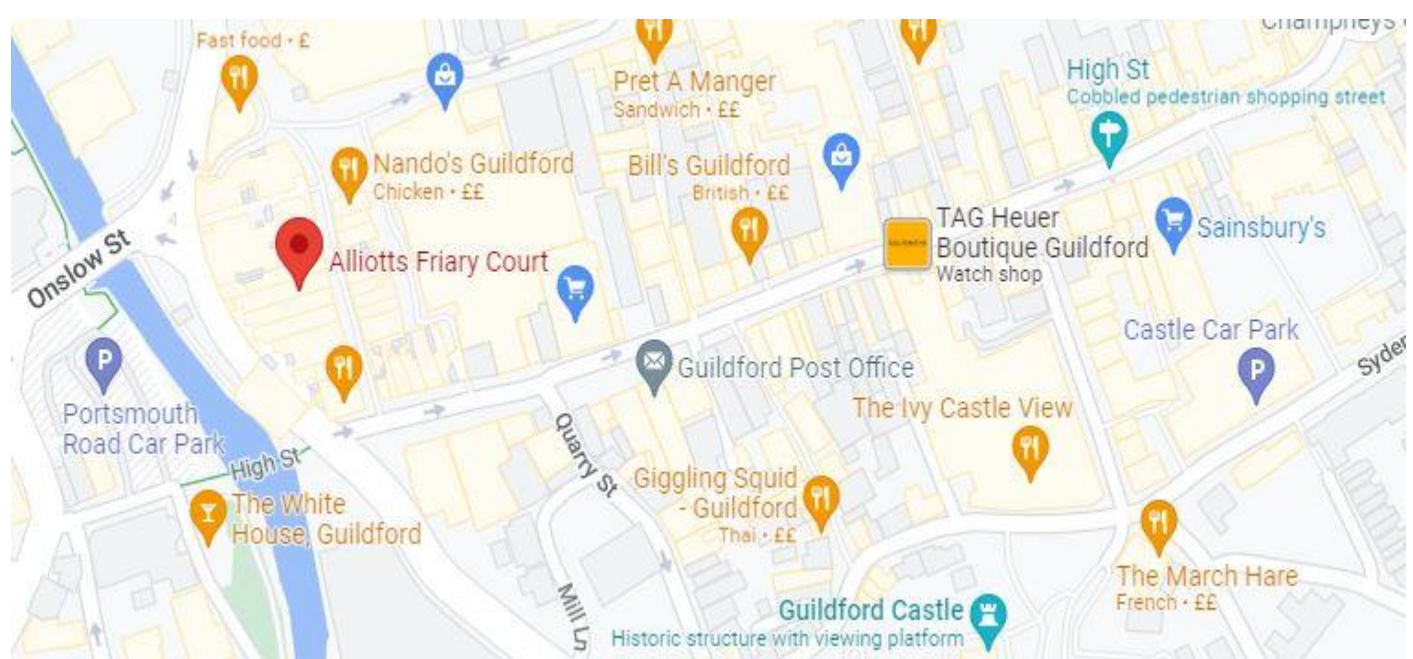 Champneys
Fast food · £
High St
Cobbled pedestrian shopping street
Pret A Manger
Sandwich · ££
Nando's Guildford
Chicken · ££
Bill's Guildford
British · ££
TAG Heuer
Boutique Guildford
Watch shop
Sainsbury's
Onslow St
Alliotts Friary Court
P
Castle Car Park
P
Guildford Post Office
Portsmouth
Road Car Park
The Ivy Castle View
High St
Quarry St
Giggling Squid
- Guildford
Thai · ££
The White
House, Guildford
The March Hare
French · ££
Mill Ln
Guildford Castle
Historic structure with viewing platform